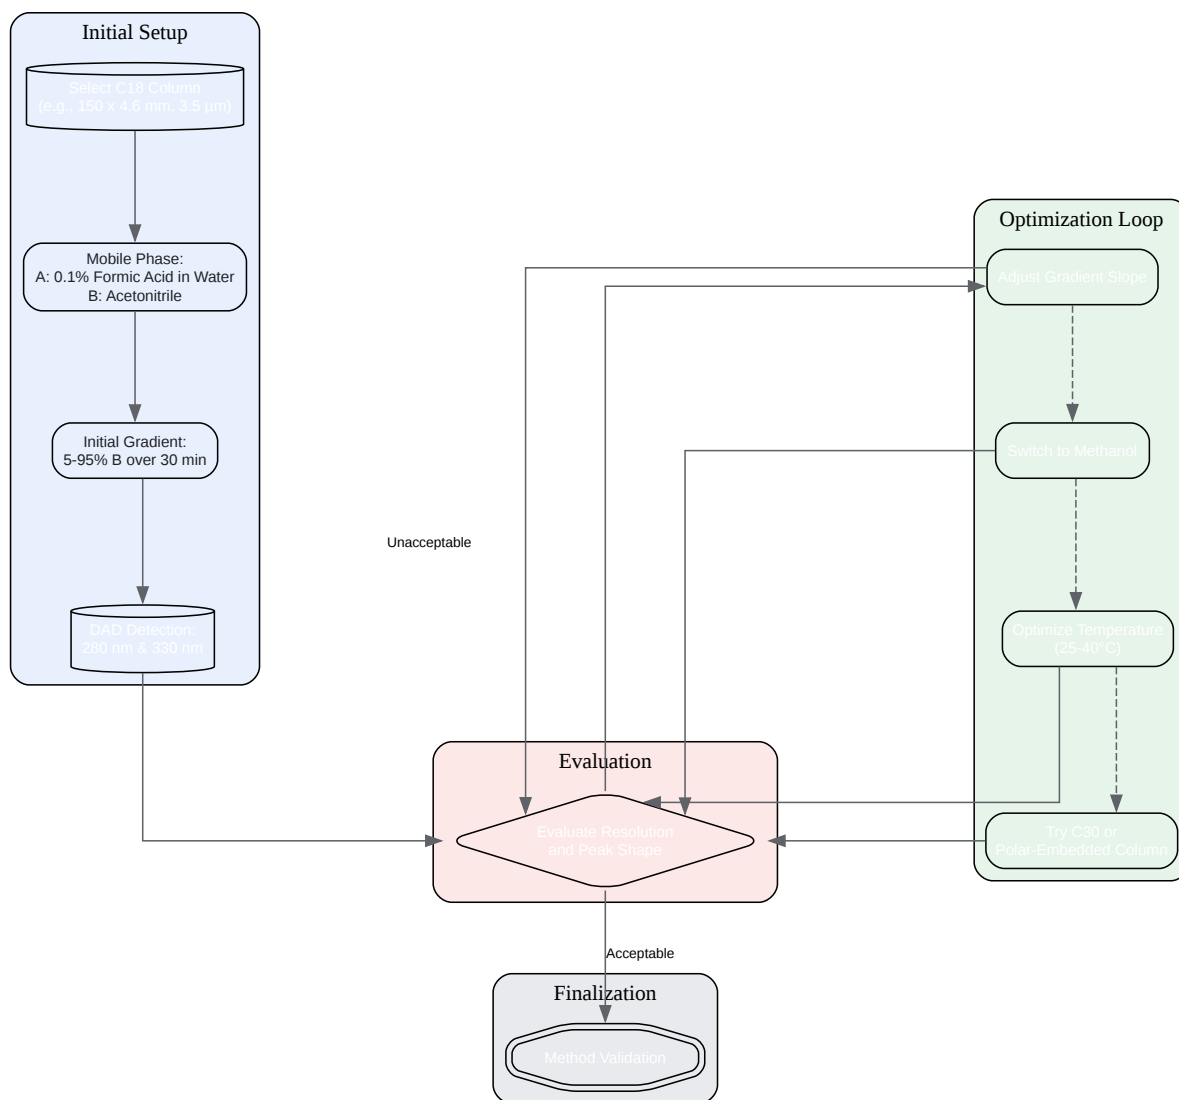 Initial Setup
Select C18 Column
(e.g., 150 x 4.6 mm, 3.5 µm)
Mobile Phase:
A: 0.1% Formic Acid in Water
B: Acetonitrile
Initial Gradient:
5-95% B over 30 min
DAD Detection:
280 nm & 330 nm
Optimization Loop
Adjust Gradient Slope
Switch to Methanol
Optimize Temperature
(25-40°C)
Try C30 or
Polar-Embedded Column
Unacceptable
Evaluation
Evaluate Resolution
and Peak Shape
Acceptable
Finalization
Method Validation